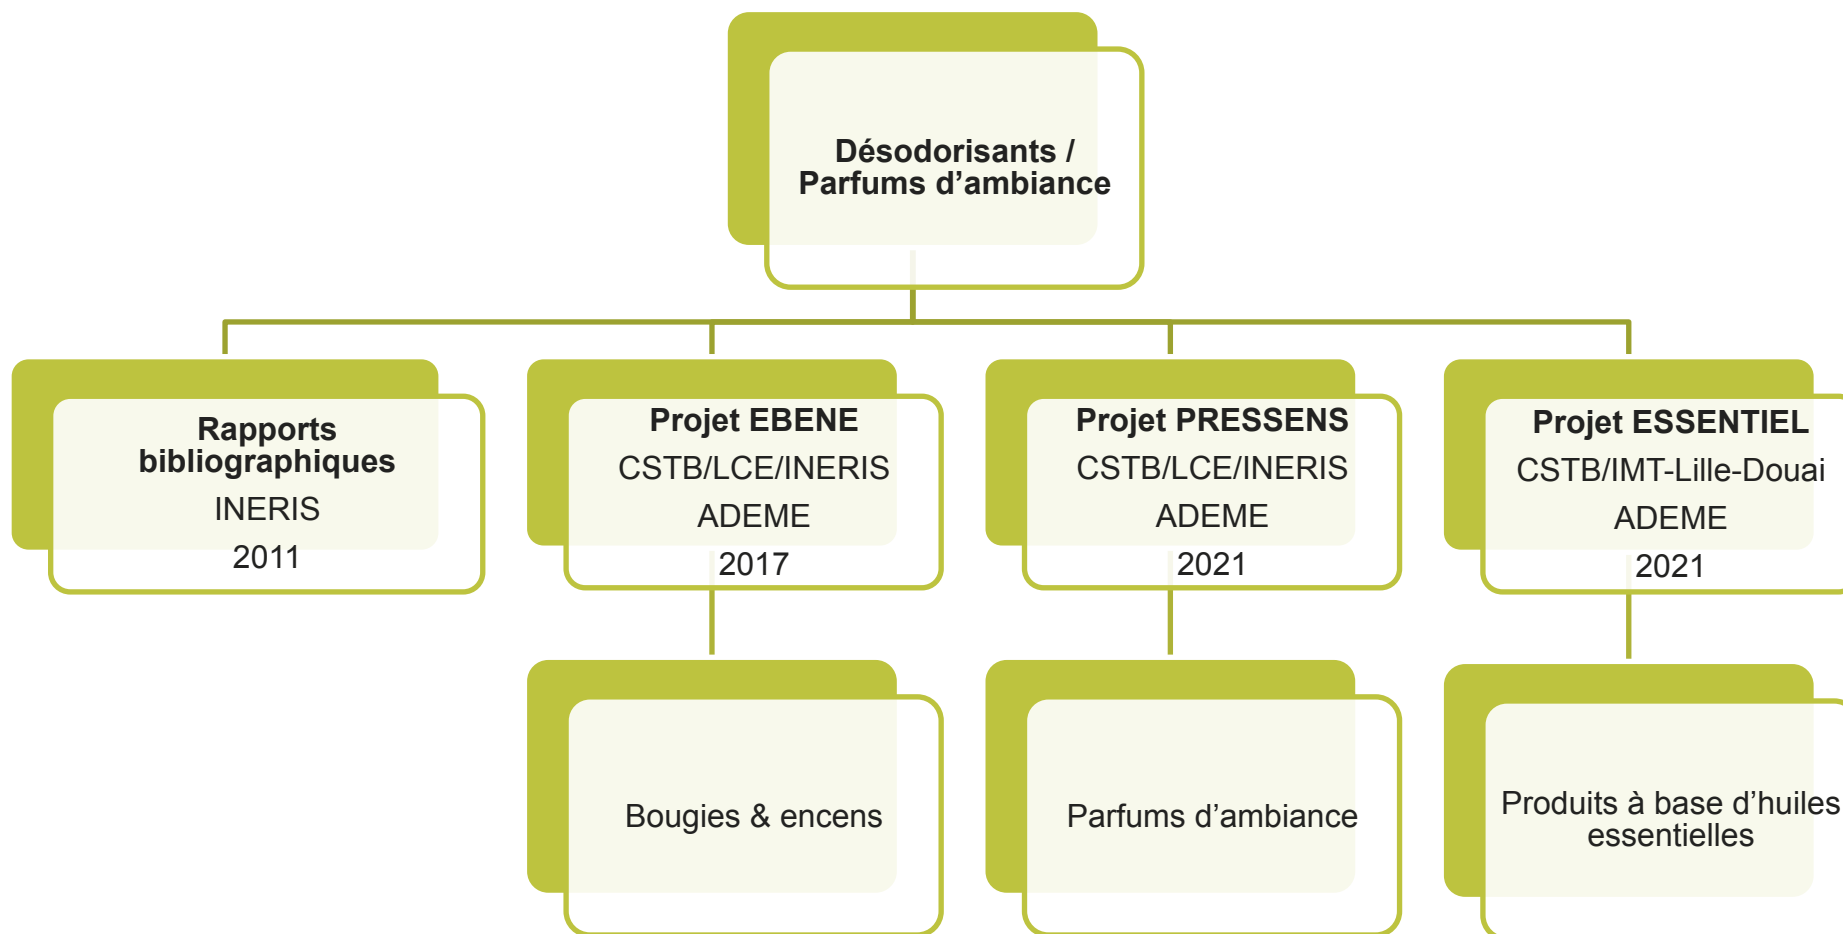 Désodorisants /
Parfums d’ambiance
Rapports
bibliographiques
INERIS
2011
Projet EBENE
CSTB/LCE/INERIS
ADEME
2017
Projet PRESSENS
CSTB/LCE/INERIS
ADEME
2021
Projet ESSENTIEL
CSTB/IMT-Lille-Douai
ADEME
2021
Bougies & encens
Parfums d’ambiance
Produits à base d’huiles
essentielles